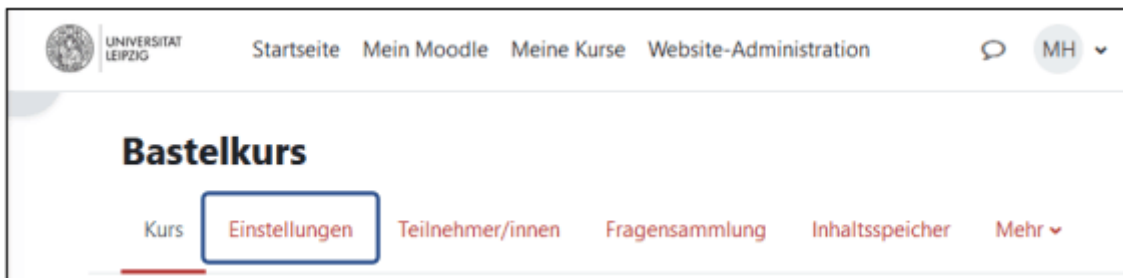 UNIVERSITAT
LEIPZIG
Startseite Mein Moodle Meine Kurse Website-Administration MH
Bastelkurs
Kurs Einstellungen Teilnehmer/innen Fragensammlung Inhaltsspeicher Mehr